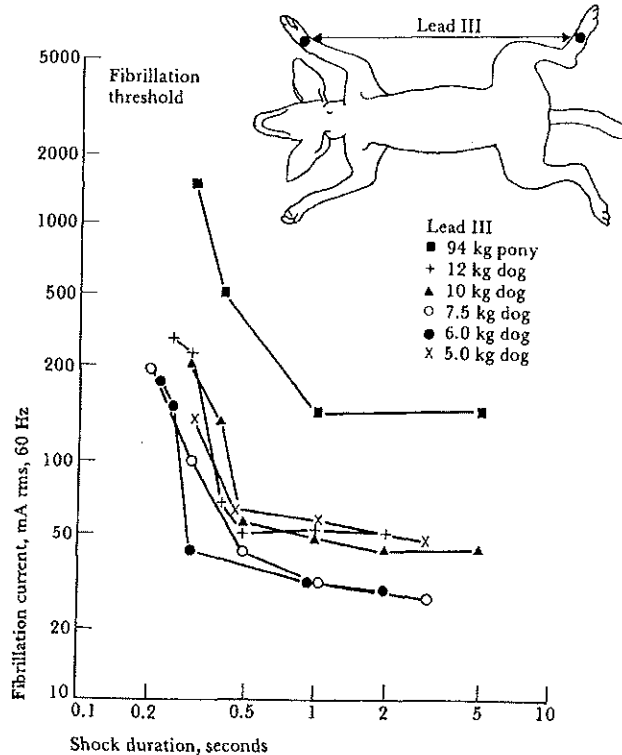 Lead III
5000
Fibrillation
threshold
2000
1000
500
200
100
50
20
10
Fibrillation current, mA rms, 60 Hz
Lead III
■ 94 kg pony
+ 12 kg dog
▲ 10 kg dog
○ 7.5 kg dog
● 6.0 kg dog
× 5.0 kg dog
0.1 0.2 0.5 1 2 5 10
Shock duration, seconds